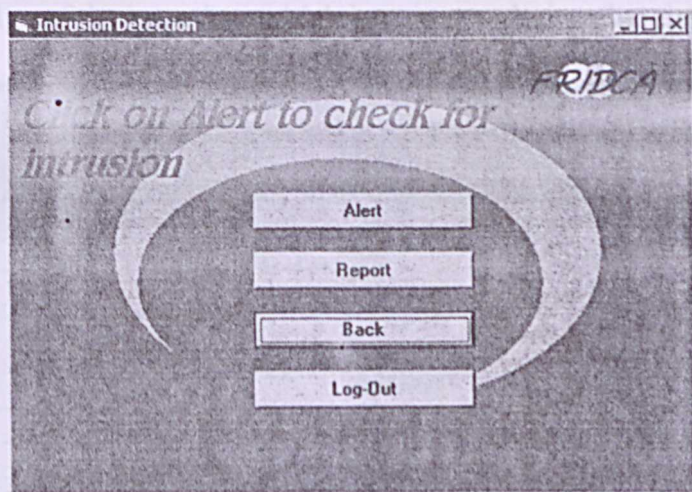 Intrusion Detection
FRIDCA
Click on Alert to check for
intrusion
Alert
Report
Back
Log-Out